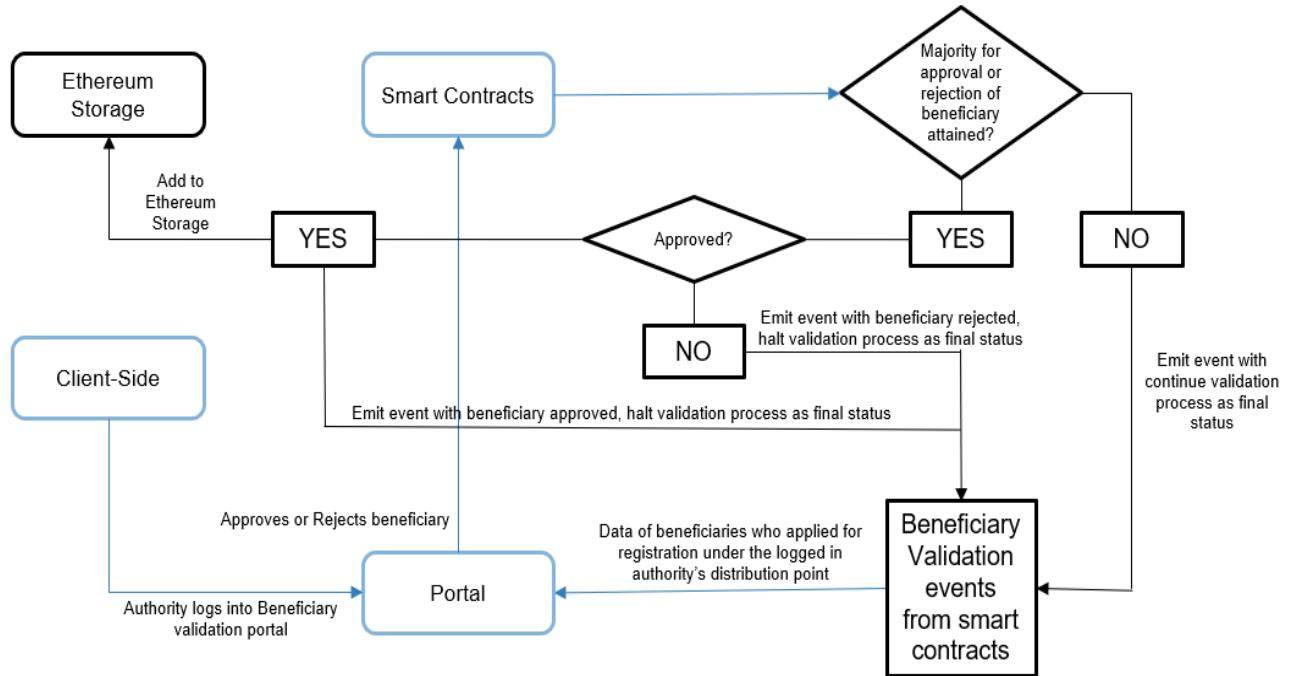 Ethereum
Storage
Smart Contracts
Majority for
approval or
rejection of
beneficiary
attained?
Add to
Ethereum
Storage
YES
Approved?
YES
NO
NO
Emit event with beneficiary rejected,
halt validation process as final status
Client-Side
Emit event with
continue validation
process as final
status
Emit event with beneficiary approved, halt validation process as final status
Approves or Rejects beneficiary
Data of beneficiaries who applied for
registration under the logged in
authority's distribution point
Beneficiary
Validation
events
from smart
contracts
Portal
Authority logs into Beneficiary
validation portal